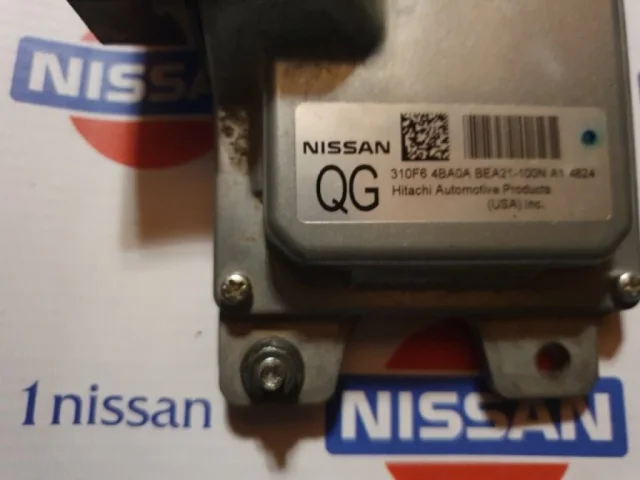 NISSAN
NISSAN
QG
310F6 4BA0A BEA21-100N A1 4824
Hitachi Automotive Products
(USA) Inc.
1nissan
NISSAN